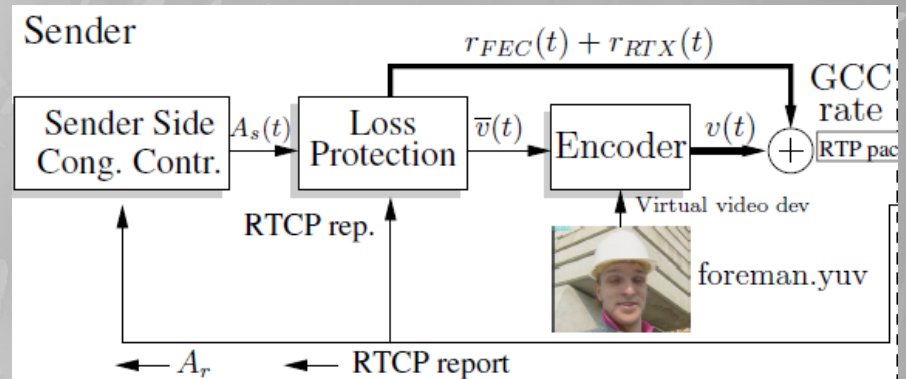 Sender
r_{FEC}(t) + r_{RTX}(t)
GCC
rate
Sender Side
Cong. Contr.
A_s(t)
Loss
Protection
v̅(t)
Encoder
v(t)
+
RTP pac
RTCP rep.
Virtual video dev
foreman.yuv
A_r
RTCP report